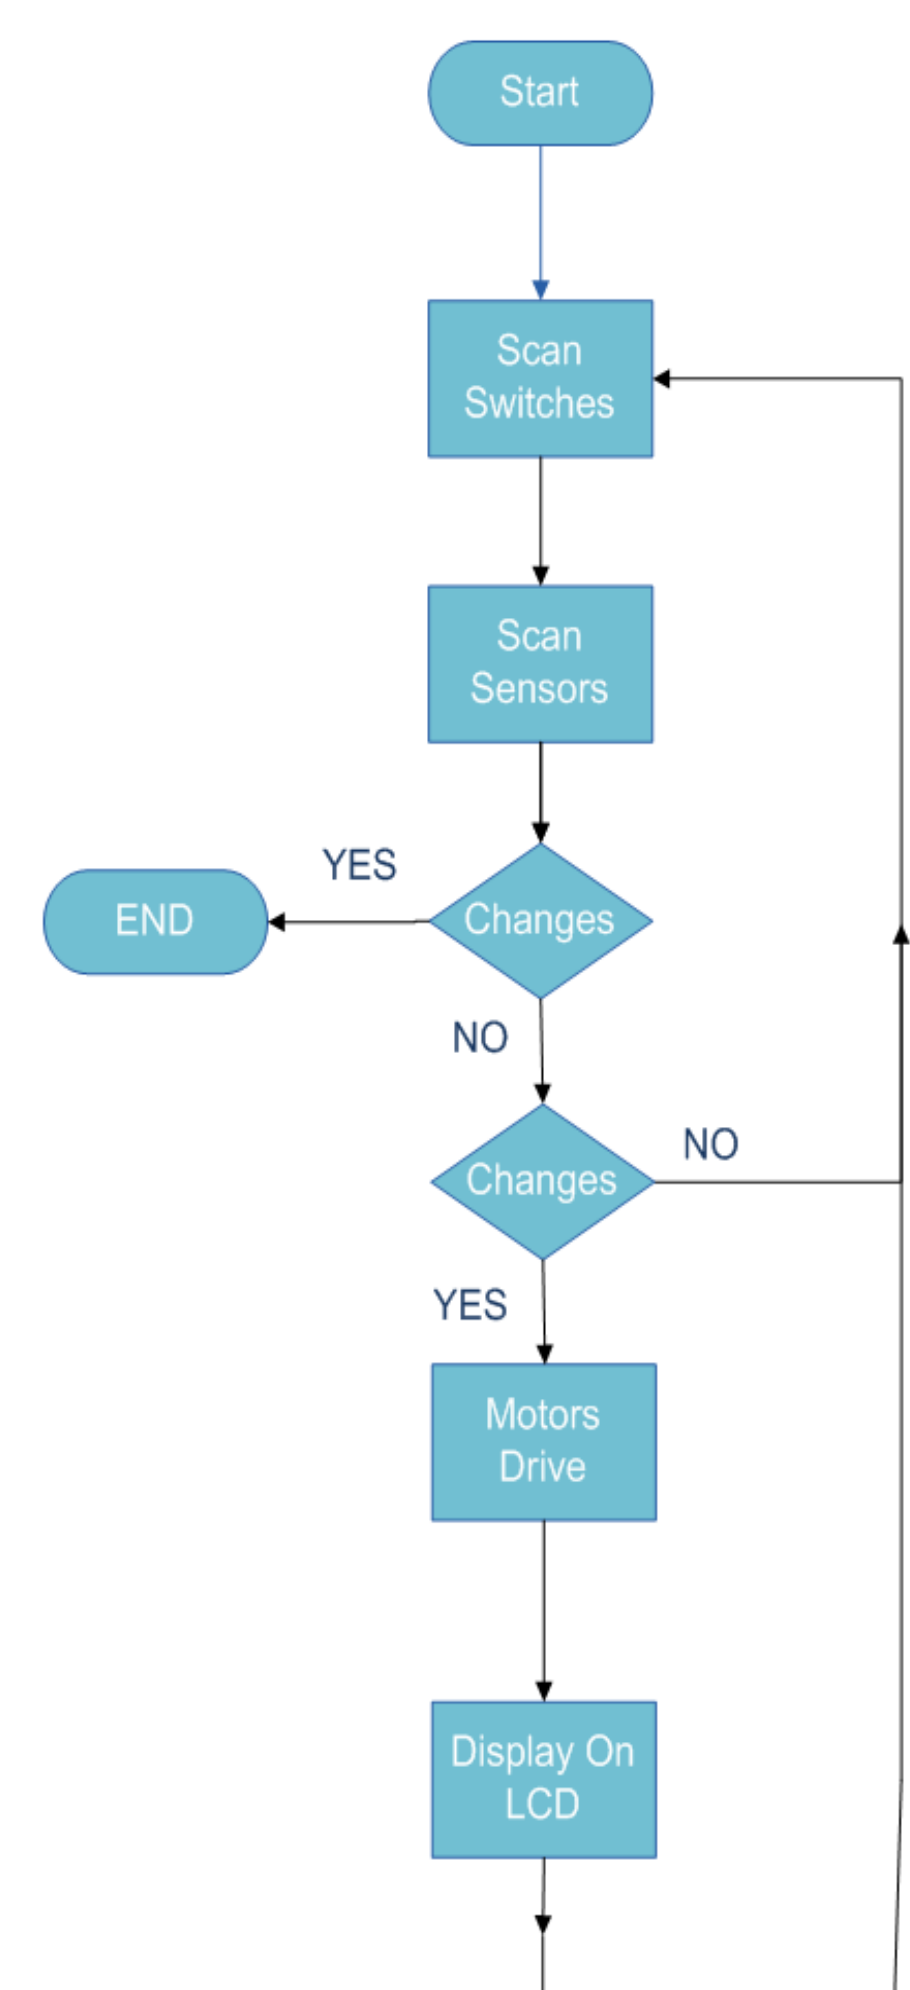 Start
Scan
Switches
Scan
Sensors
YES
END
Changes
NO
Changes
NO
YES
Motors
Drive
Display On
LCD